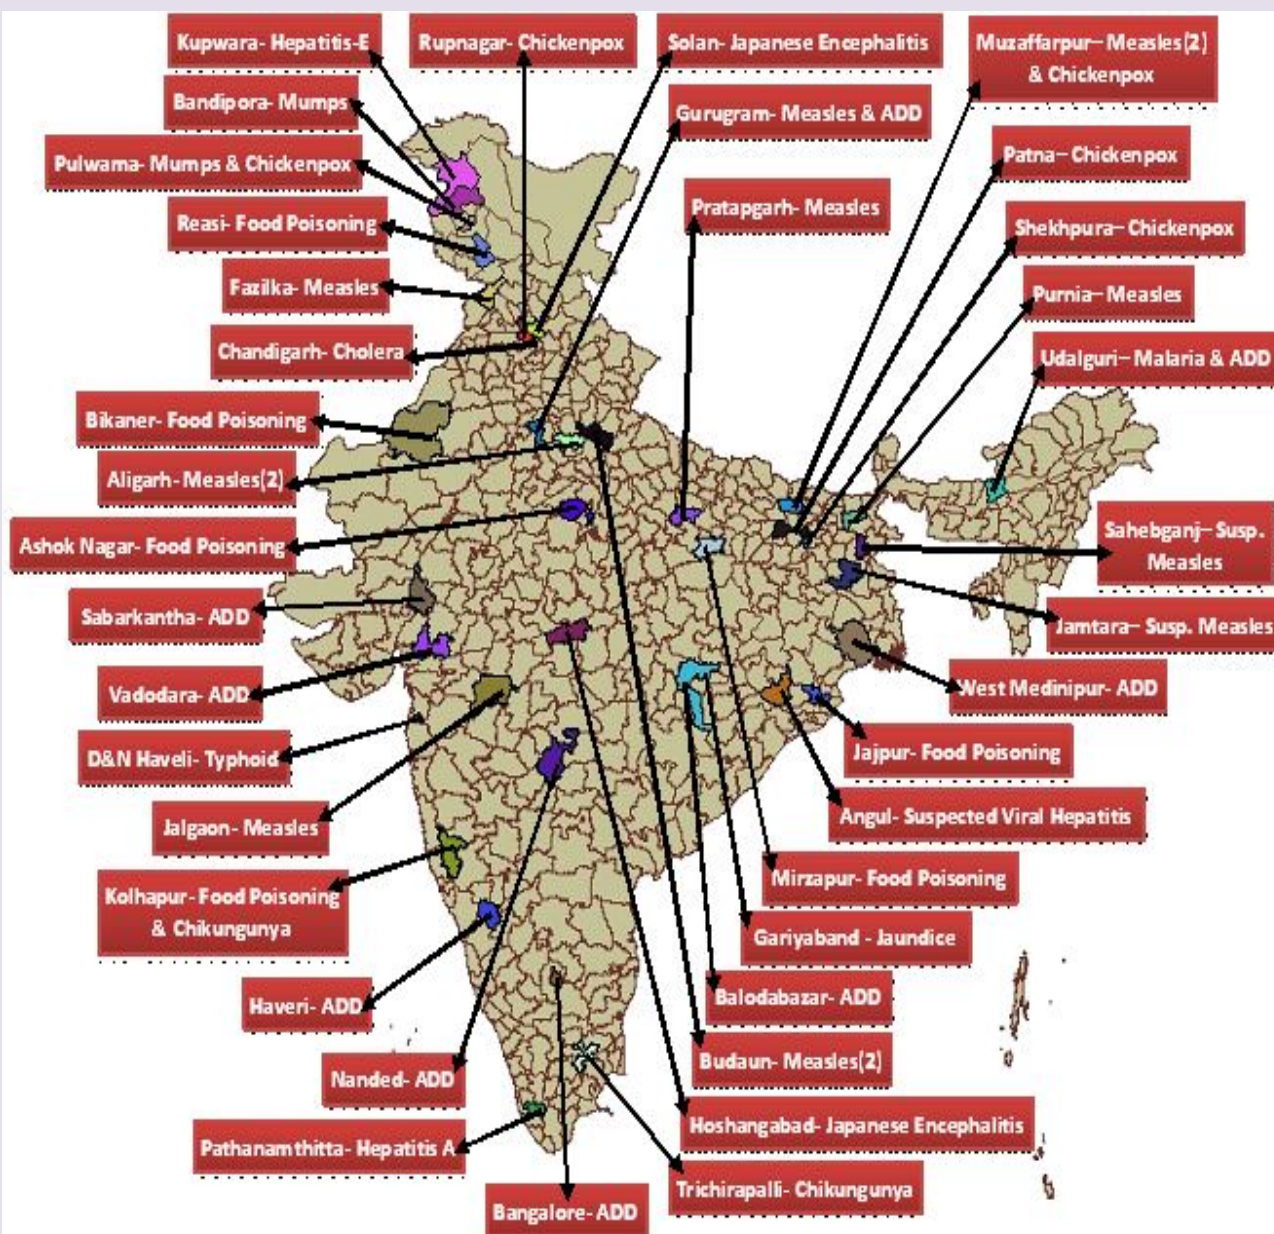 Kupwara- Hepatitis-E
Rupnagar- Chickenpox
Solan- Japanese Encephalitis
Muzaffarpur– Measles(2)
& Chickenpox
Bandipora- Mumps
Gurugram- Measles & ADD
Pulwama- Mumps & Chickenpox
Patna– Chickenpox
Reasi- Food Poisoning
Pratapgarh- Measles
Shekhpura– Chickenpox
Fazilka- Measles
Purnia– Measles
Chandigarh- Cholera
Udalguri– Malaria & ADD
Bikaner- Food Poisoning
Aligarh- Measles(2)
Ashok Nagar- Food Poisoning
Sahebganj– Susp.
Measles
Sabarkantha- ADD
Jamtara– Susp. Measles
Vadodara- ADD
West Medinipur- ADD
D&N Haveli- Typhoid
Jajpur- Food Poisoning
Jalgaon- Measles
Angul- Suspected Viral Hepatitis
Kolhapur- Food Poisoning
& Chikungunya
Mirzapur- Food Poisoning
Gariyaband - Jaundice
Haveri- ADD
Balodabazar- ADD
Budaun- Measles(2)
Nanded- ADD
Hoshangabad- Japanese Encephalitis
Pathanamthitta- Hepatitis A
Trichirapalli- Chikungunya
Bangalore- ADD